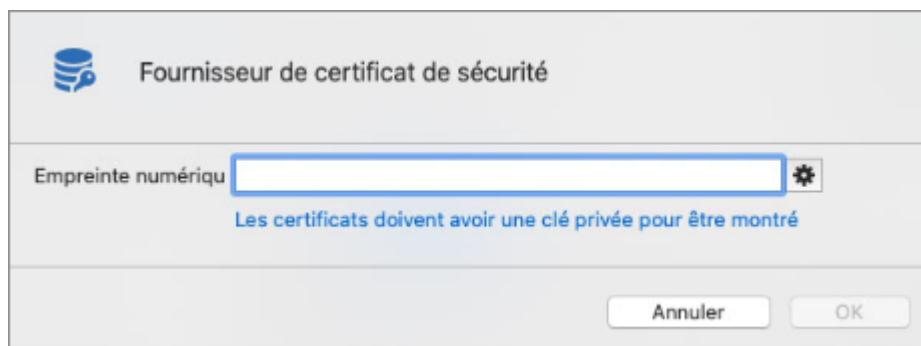 Fournisseur de certificat de sécurité
Empreinte numériqu
Les certificats doivent avoir une clé privée pour être montré
Annuler OK